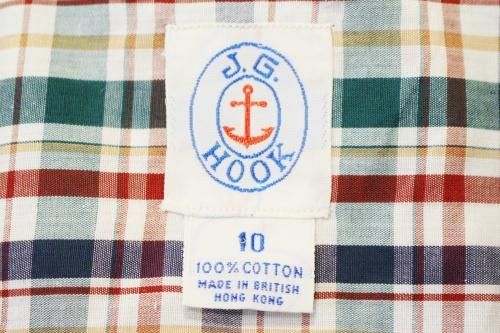 J.G.
HOOK
10
100% COTTON
MADE IN BRITISH
HONG KONG